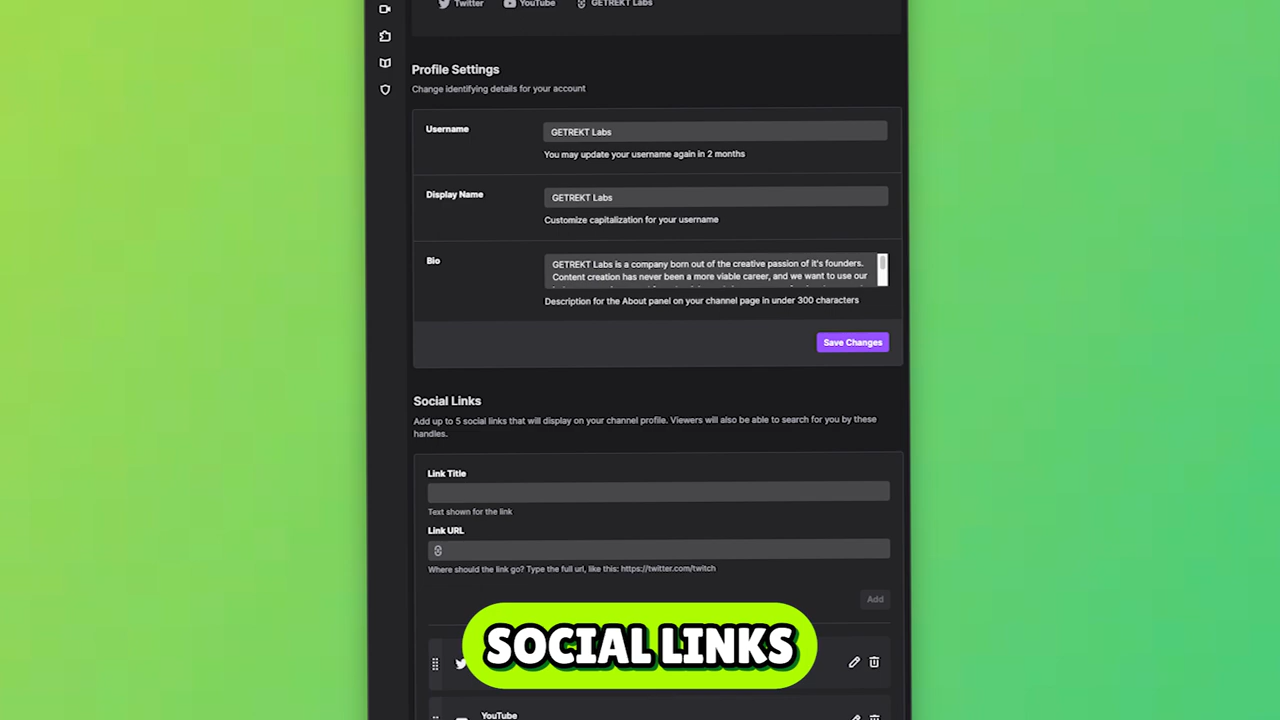 Twitter YouTube GETREKT Labs
Profile Settings
Change identifying details for your account
Username
GETREKT Labs
You may update your username again in 2 months
Display Name
GETREKT Labs
Customize capitalization for your username
Bio
GETREKT Labs is a company born out of the creative passion of it's founders.
Content creation has never been a more viable career, and we want to use our
Description for the About panel on your channel page in under 300 characters
Save Changes
Social Links
Add up to 5 social links that will display on your channel profile. Viewers will also be able to search for you by these
handles.
Link Title
Text shown for the link
Link URL
Where should the link go? Type the full url, like this: https://twitter.com/twitch
Add
SOCIAL LINKS
YouTube